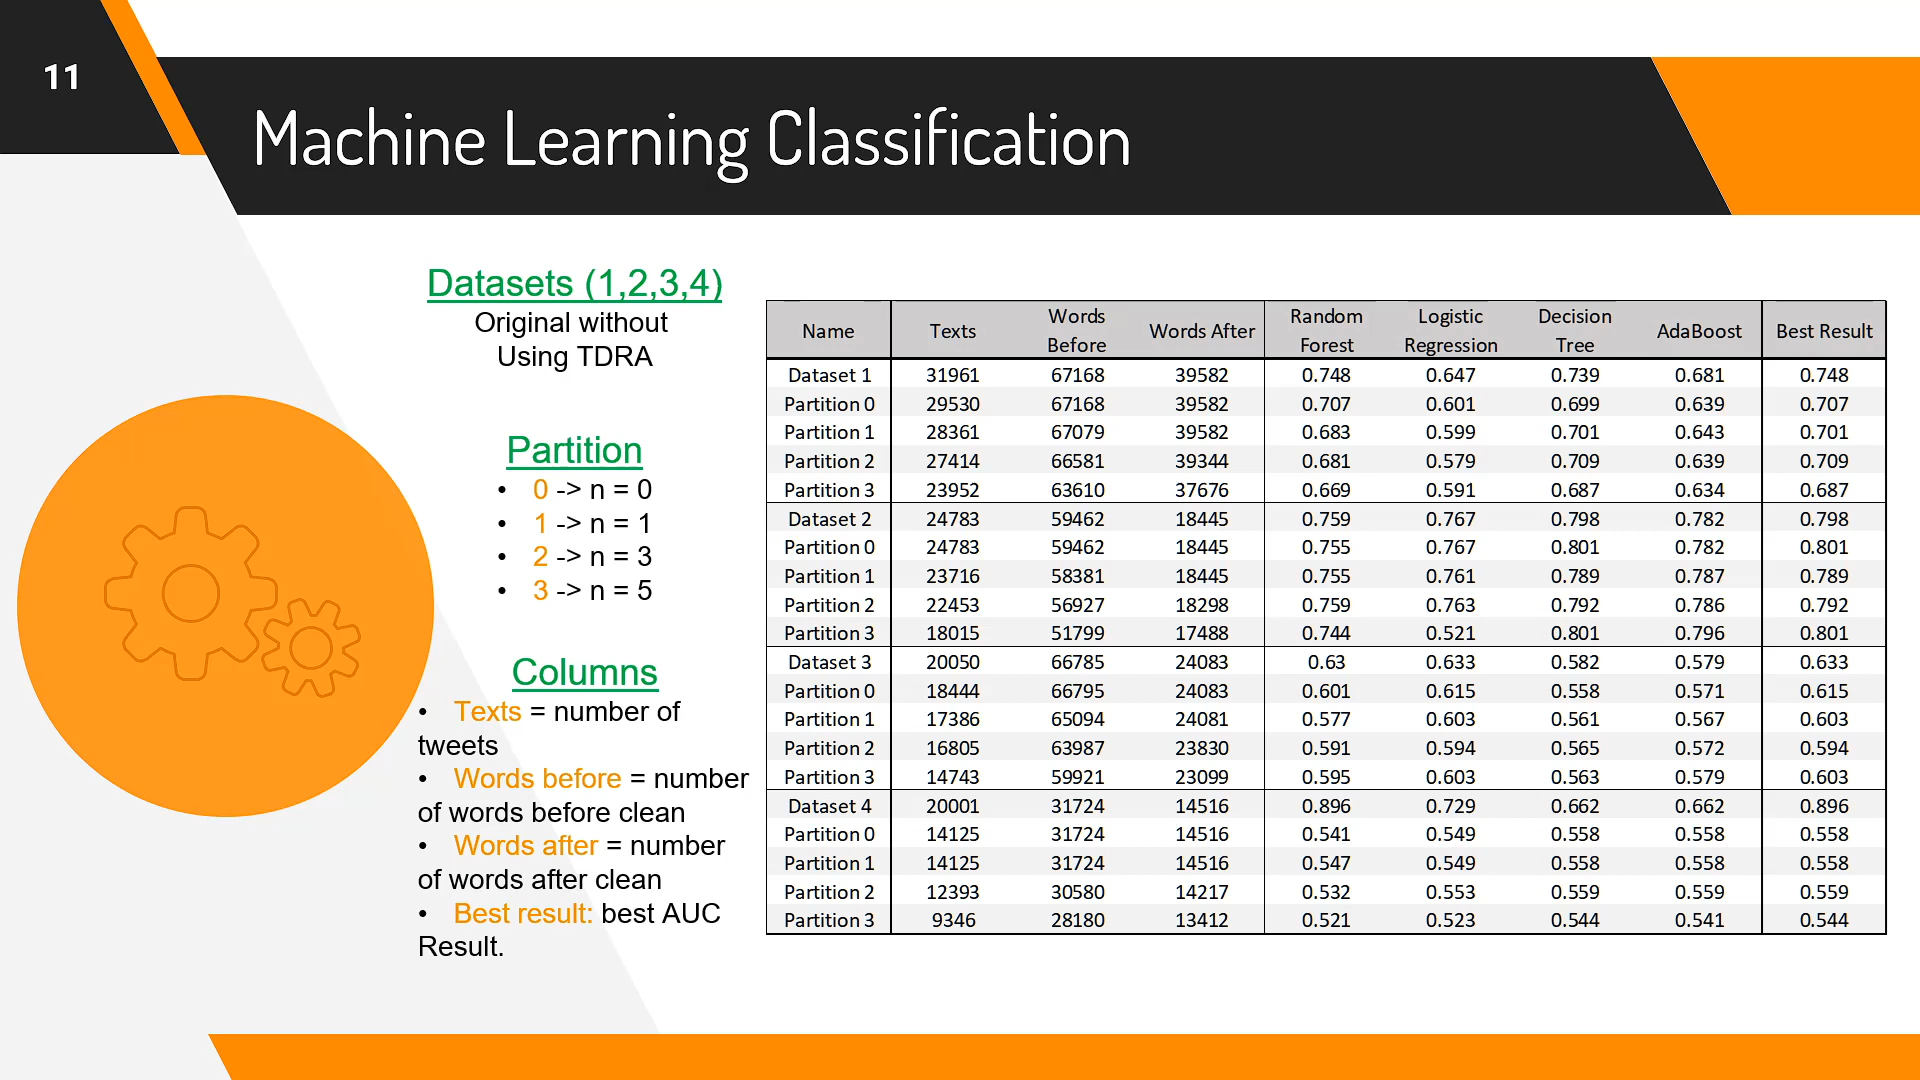 11
Machine Learning Classification
Datasets (1,2,3,4)
Original without
Using TDRA
Partition
• 0 -> n = 0
• 1 -> n = 1
• 2 -> n = 3
• 3 -> n = 5
Columns
• Texts = number of
tweets
• Words before = number
of words before clean
• Words after = number
of words after clean
• Best result: best AUC
Result.
Name Texts Words Before Words After Random Forest Logistic Regression Decision Tree AdaBoost Best Result
Dataset 1 31961 67168 39582 0.748 0.647 0.739 0.681 0.748
Partition 0 29530 67168 39582 0.707 0.601 0.699 0.639 0.707
Partition 1 28361 67079 39582 0.683 0.599 0.701 0.643 0.701
Partition 2 27414 66581 39344 0.681 0.579 0.709 0.639 0.709
Partition 3 23952 63610 37676 0.669 0.591 0.687 0.634 0.687
Dataset 2 24783 59462 18445 0.759 0.767 0.798 0.782 0.798
Partition 0 24783 59462 18445 0.755 0.767 0.801 0.782 0.801
Partition 1 23716 58381 18445 0.755 0.761 0.789 0.787 0.789
Partition 2 22453 56927 18298 0.759 0.763 0.792 0.786 0.792
Partition 3 18015 51799 17488 0.744 0.521 0.801 0.796 0.801
Dataset 3 20050 66785 24083 0.63 0.633 0.582 0.579 0.633
Partition 0 18444 66795 24083 0.601 0.615 0.558 0.571 0.615
Partition 1 17386 65094 24081 0.577 0.603 0.561 0.567 0.603
Partition 2 16805 63987 23830 0.591 0.594 0.565 0.572 0.594
Partition 3 14743 59921 23099 0.595 0.603 0.563 0.579 0.603
Dataset 4 20001 31724 14516 0.896 0.729 0.662 0.662 0.896
Partition 0 14125 31724 14516 0.541 0.549 0.558 0.558 0.558
Partition 1 14125 31724 14516 0.547 0.549 0.558 0.558 0.558
Partition 2 12393 30580 14217 0.532 0.553 0.559 0.559 0.559
Partition 3 9346 28180 13412 0.521 0.523 0.544 0.541 0.544